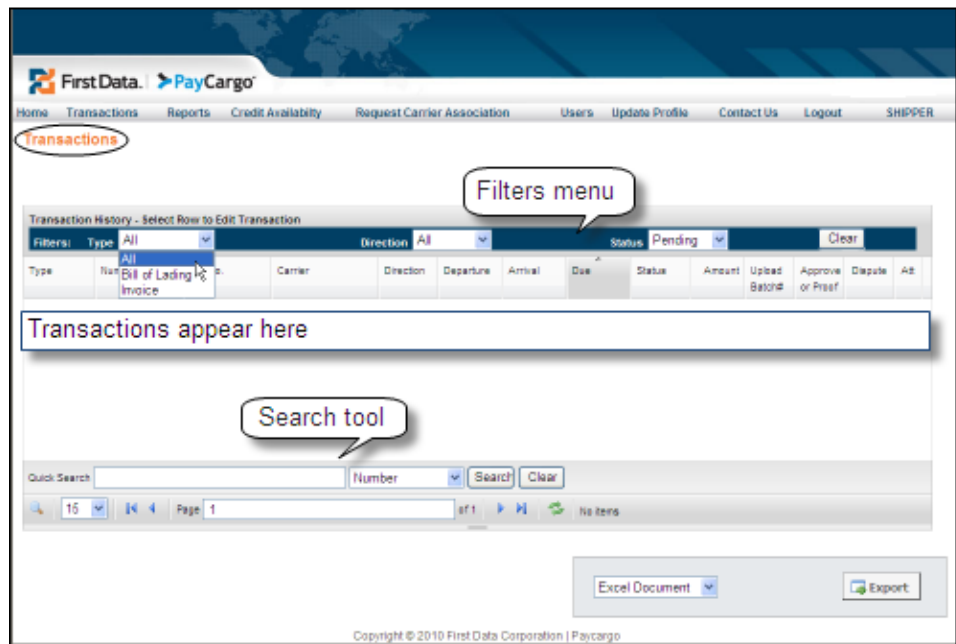 FirstData. PayCargo
Home Transactions Reports Credit Availabilty Request Carrier Association Users Update Profile Contact Us Logout SHIPPER
Transactions
Filters menu
Transaction History - Select Row to Edit Transaction
Filters: Type All Direction All Status Pending Clear
All
Bill of Lading
Invoice
Type Carrier Direction Departure Arrival Due Status Amount Upload Batch# Approve or Proof Dispute Att
Transactions appear here
Search tool
Quick Search Number Search Clear
15 Page 1 of 1 No items
Excel Document Export
Copyright © 2010 First Data Corporation | Paycargo